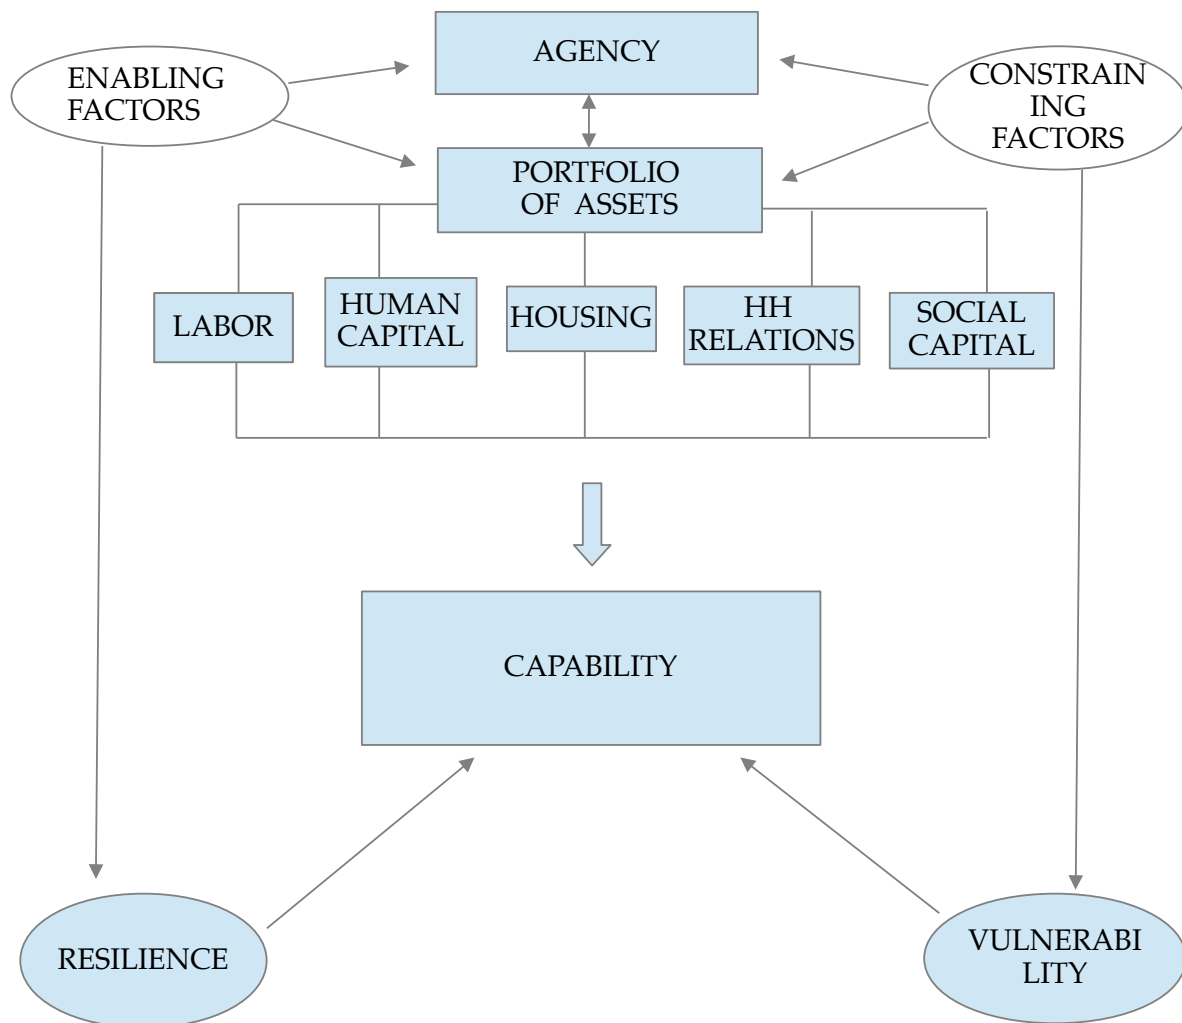 AGENCY
ENABLING
FACTORS
CONSTRAIN
ING
FACTORS
PORTFOLIO
OF ASSETS
LABOR
HUMAN
CAPITAL
HOUSING
HH
RELATIONS
SOCIAL
CAPITAL
CAPABILITY
RESILIENCE
VULNERABI
LITY